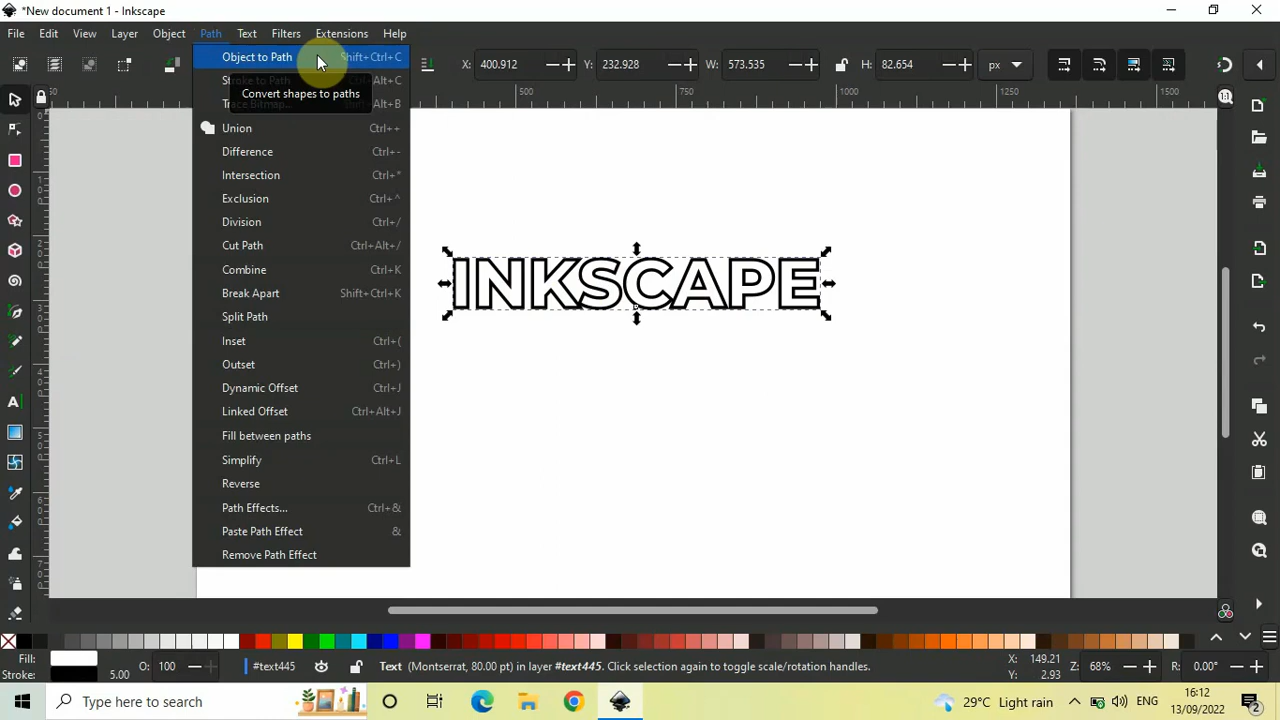 *New document 1 - Inkscape
File Edit View Layer Object Path Text Filters Extensions Help
X: 400.912 Y: 232.928 W: 573.535 H: 82.654 px
Object to Path Shift+Ctrl+C
Stroke to Path Ctrl+Alt+C
Convert shapes to paths
Trace Bitmap...
Union Ctrl++
Difference Ctrl+-
Intersection Ctrl+*
Exclusion Ctrl+^
Division Ctrl+/
Cut Path Ctrl+Alt+/
Combine Ctrl+K
Break Apart Shift+Ctrl+K
Split Path
Inset Ctrl+(
Outset Ctrl+)
Dynamic Offset Ctrl+J
Linked Offset Ctrl+Alt+J
Fill between paths
Simplify Ctrl+L
Reverse
Path Effects... Ctrl+&
Paste Path Effect &
Remove Path Effect
500 750 1000 1250 1500
INKSCAPE
Fill: O: 100 #text445 Text (Montserrat, 80.00 pt) in layer #text445. Click selection again to toggle scale/rotation handles. X: 149.21 Z: 68% R: 0.00°
Stroke: 5.00 Y: 2.93
Type here to search 29°C Light rain ENG 16:12
13/09/2022 2